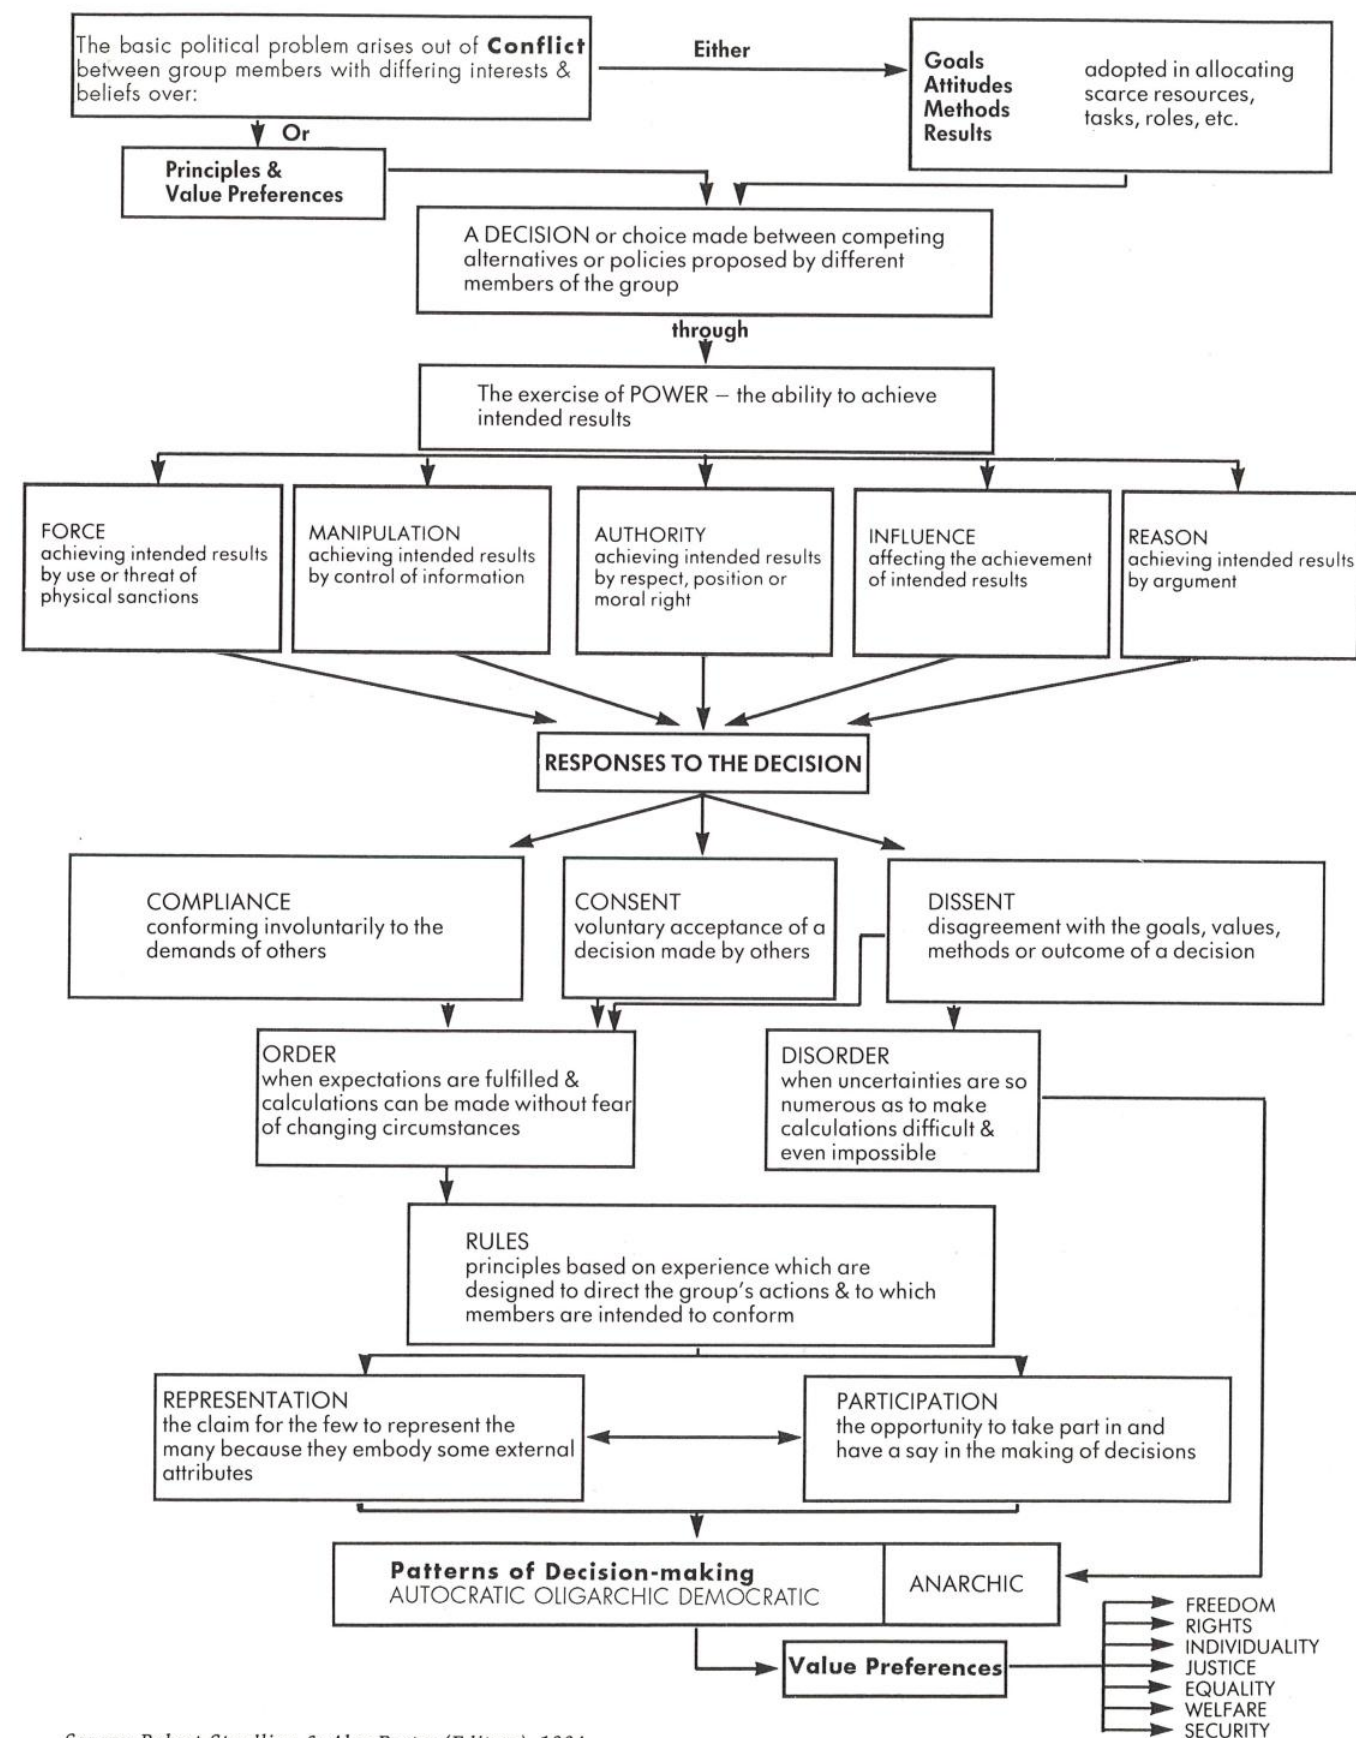 The basic political problem arises out of Conflict
between group members with differing interests &
beliefs over:
Either
Goals
Attitudes
Methods
Results
adopted in allocating
scarce resources,
tasks, roles, etc.
Or
Principles &
Value Preferences
A DECISION or choice made between competing
alternatives or policies proposed by different
members of the group
through
The exercise of POWER – the ability to achieve
intended results
FORCE
achieving intended results
by use or threat of
physical sanctions
MANIPULATION
achieving intended results
by control of information
AUTHORITY
achieving intended results
by respect, position or
moral right
INFLUENCE
affecting the achievement
of intended results
REASON
achieving intended results
by argument
RESPONSES TO THE DECISION
COMPLIANCE
conforming involuntarily to the
demands of others
CONSENT
voluntary acceptance of a
decision made by others
DISSENT
disagreement with the goals, values,
methods or outcome of a decision
ORDER
when expectations are fulfilled &
calculations can be made without fear
of changing circumstances
DISORDER
when uncertainties are so
numerous as to make
calculations difficult &
even impossible
RULES
principles based on experience which are
designed to direct the group's actions & to which
members are intended to conform
REPRESENTATION
the claim for the few to represent the
many because they embody some external
attributes
PARTICIPATION
the opportunity to take part in and
have a say in the making of decisions
Patterns of Decision-making
AUTOCRATIC OLIGARCHIC DEMOCRATIC
ANARCHIC
Value Preferences
FREEDOM
RIGHTS
INDIVIDUALITY
JUSTICE
EQUALITY
WELFARE
SECURITY